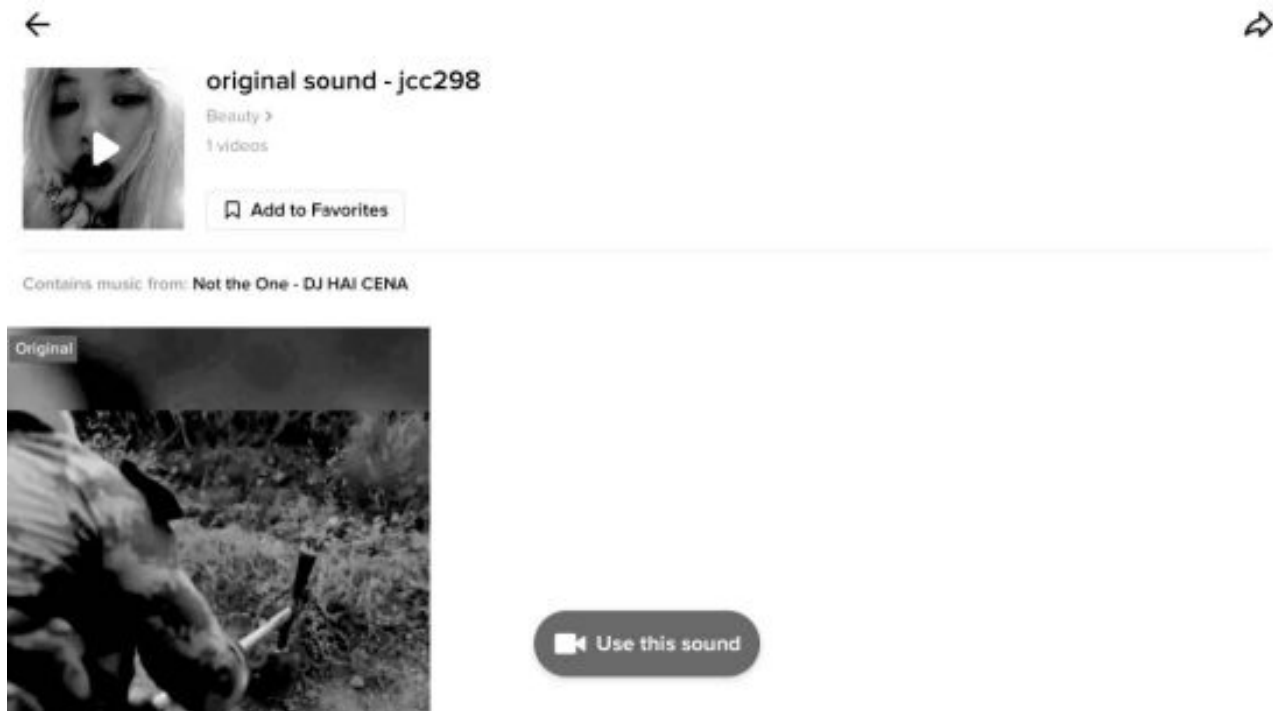 original sound - jcc298
Beauty >
1 videos
Add to Favorites
Contains music from: Not the One - DJ HAI CENA
Original
Use this sound